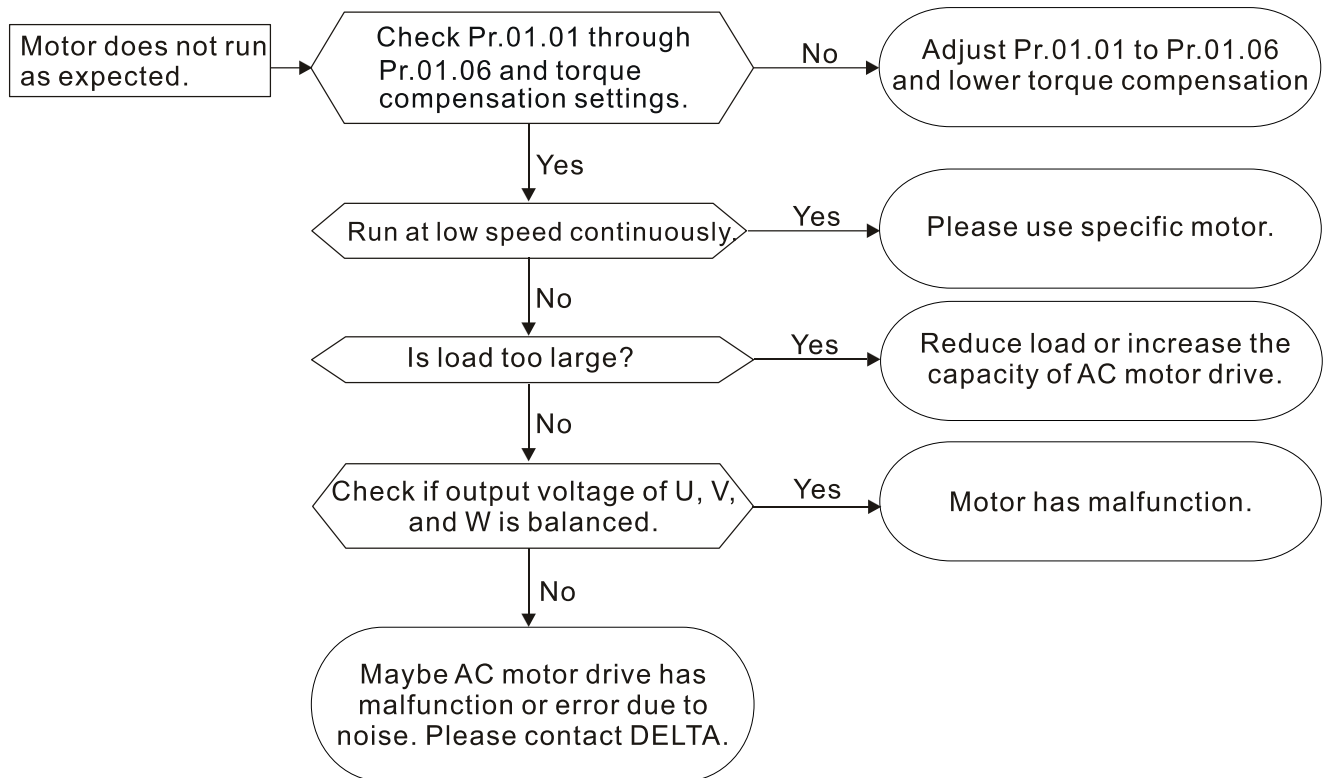 Motor does not run
as expected.
Check Pr.01.01 through
Pr.01.06 and torque
compensation settings.
No
Adjust Pr.01.01 to Pr.01.06
and lower torque compensation
Yes
Run at low speed continuously.
Yes
Please use specific motor.
No
Is load too large?
Yes
Reduce load or increase the
capacity of AC motor drive.
No
Check if output voltage of U, V,
and W is balanced.
Yes
Motor has malfunction.
No
Maybe AC motor drive has
malfunction or error due to
noise. Please contact DELTA.